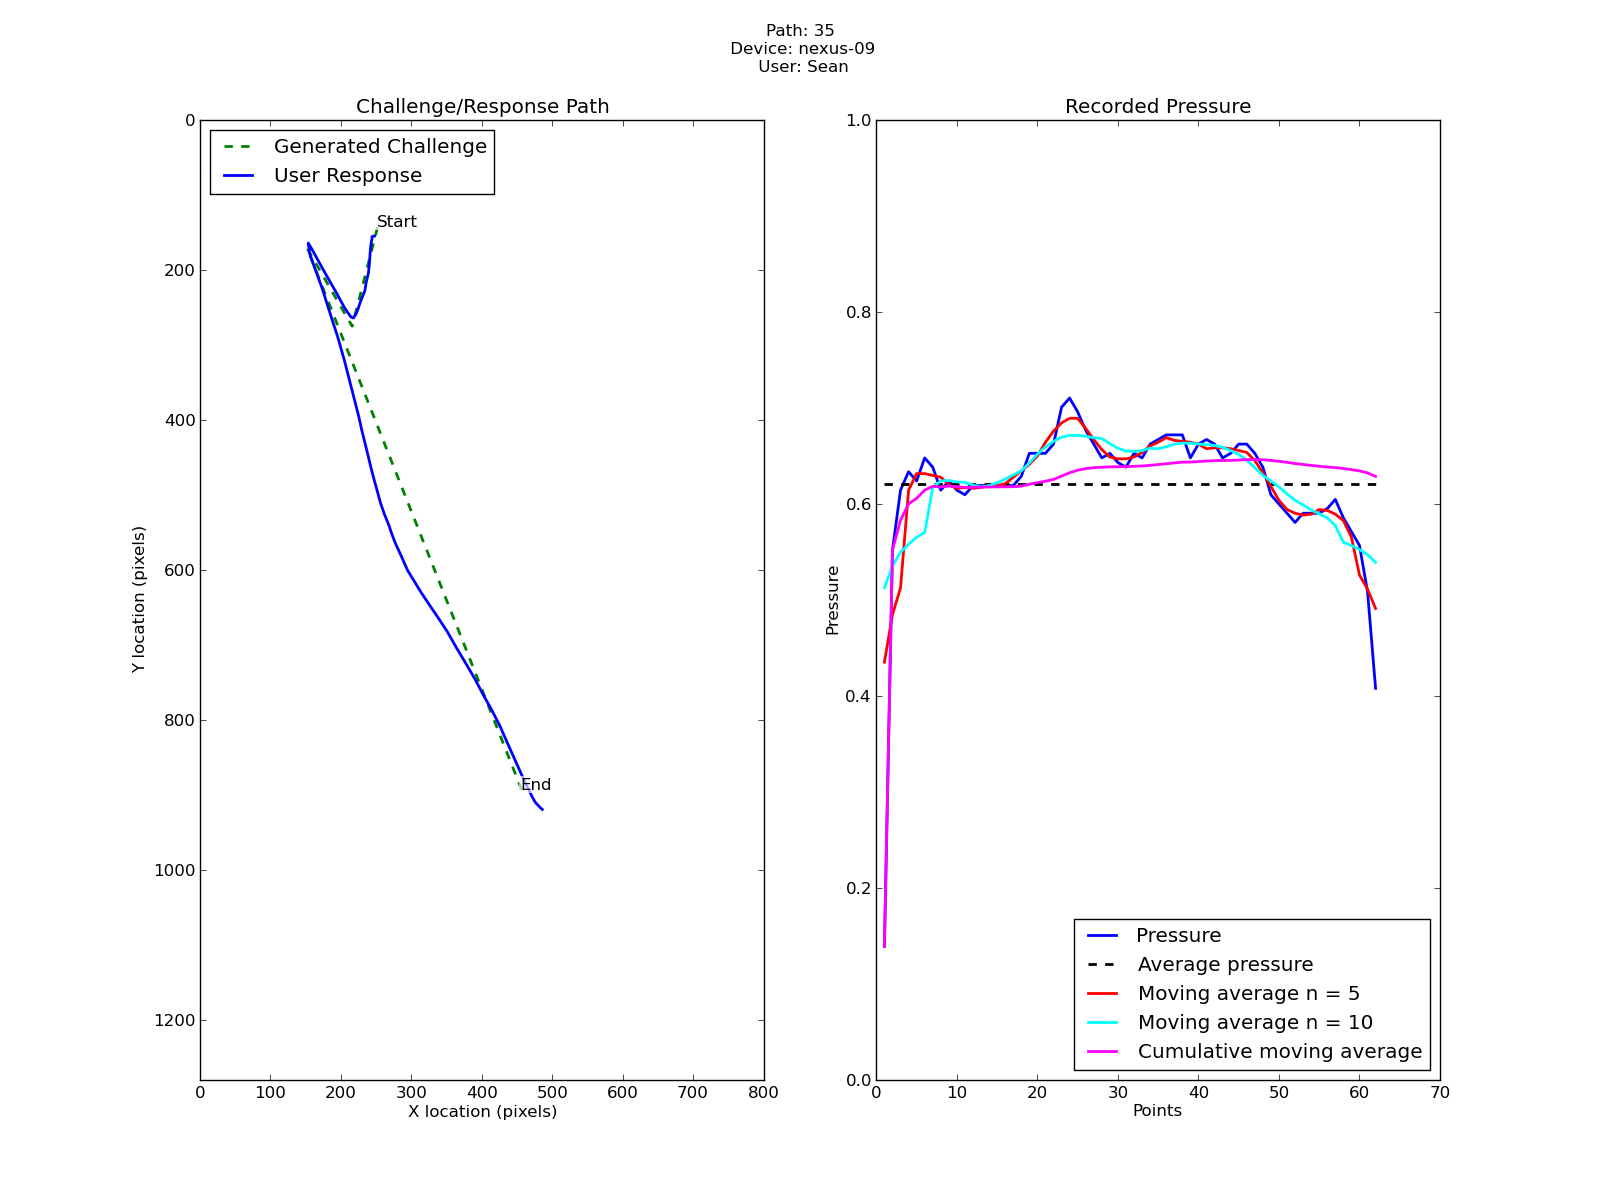 Path: 35
Device: nexus-09
User: Sean
Challenge/Response Path
0
200
400
600
800
1000
1200
Y location (pixels)
Generated Challenge
User Response
Start
End
0 100 200 300 400 500 600 700 800
X location (pixels)
Recorded Pressure
1.0
0.8
0.6
0.4
0.2
0.0
Pressure
Pressure
Average pressure
Moving average n = 5
Moving average n = 10
Cumulative moving average
0 10 20 30 40 50 60 70
Points